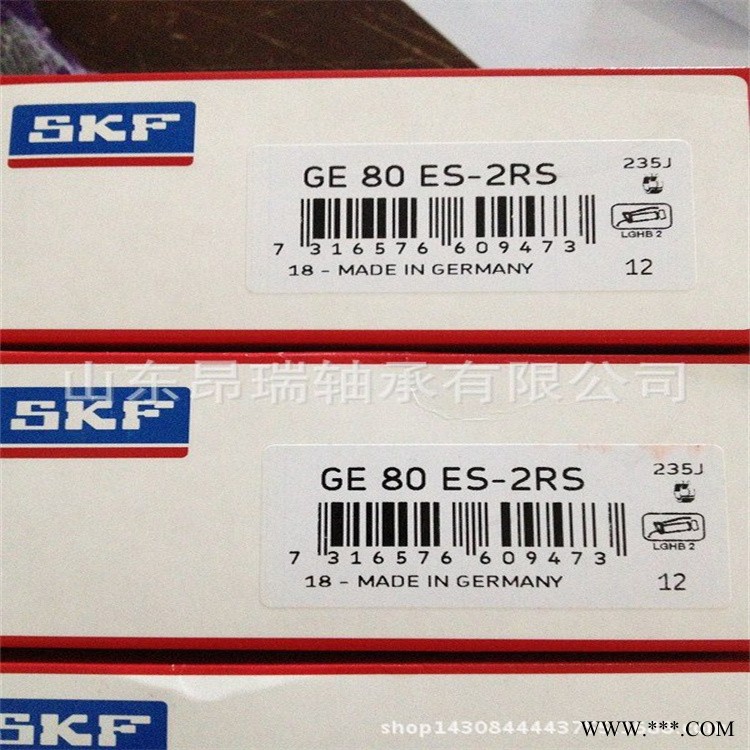 SKF
GE 80 ES-2RS
235J
LGHB 2
7 316576 609473
18 - MADE IN GERMANY
12
山东昂瑞轴承有限公司
SKF
GE 80 ES-2RS
235J
LGHB 2
7 316576 609473
18 - MADE IN GERMANY
12
SKF
WWW.***.COM